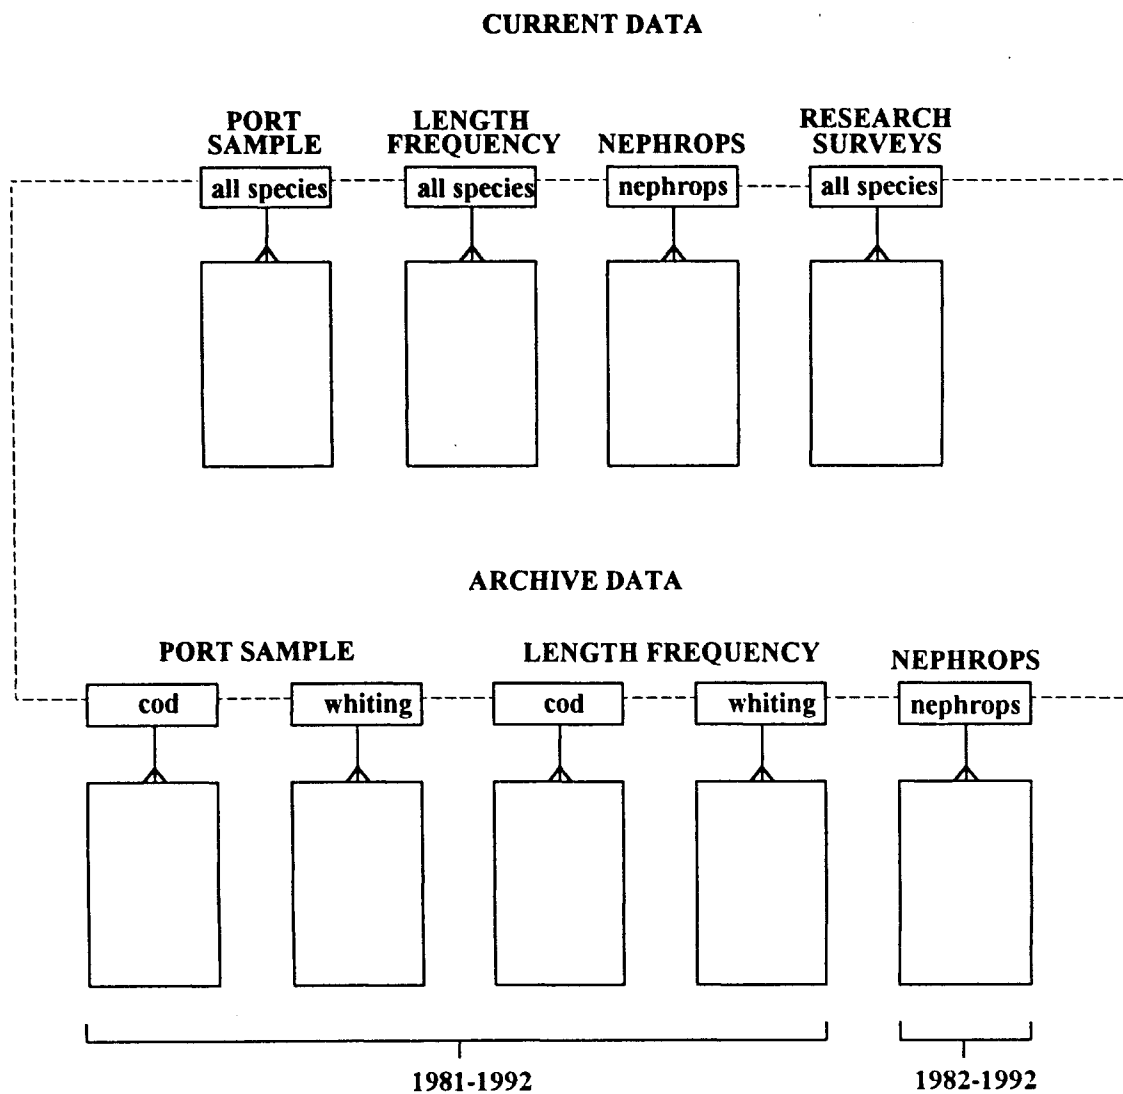 CURRENT DATA
PORT
SAMPLE
LENGTH
FREQUENCY
NEPHROPS
RESEARCH
SURVEYS
all species
all species
nephrops
all species
ARCHIVE DATA
PORT SAMPLE
LENGTH FREQUENCY
NEPHROPS
cod
whiting
cod
whiting
nephrops
1981-1992
1982-1992